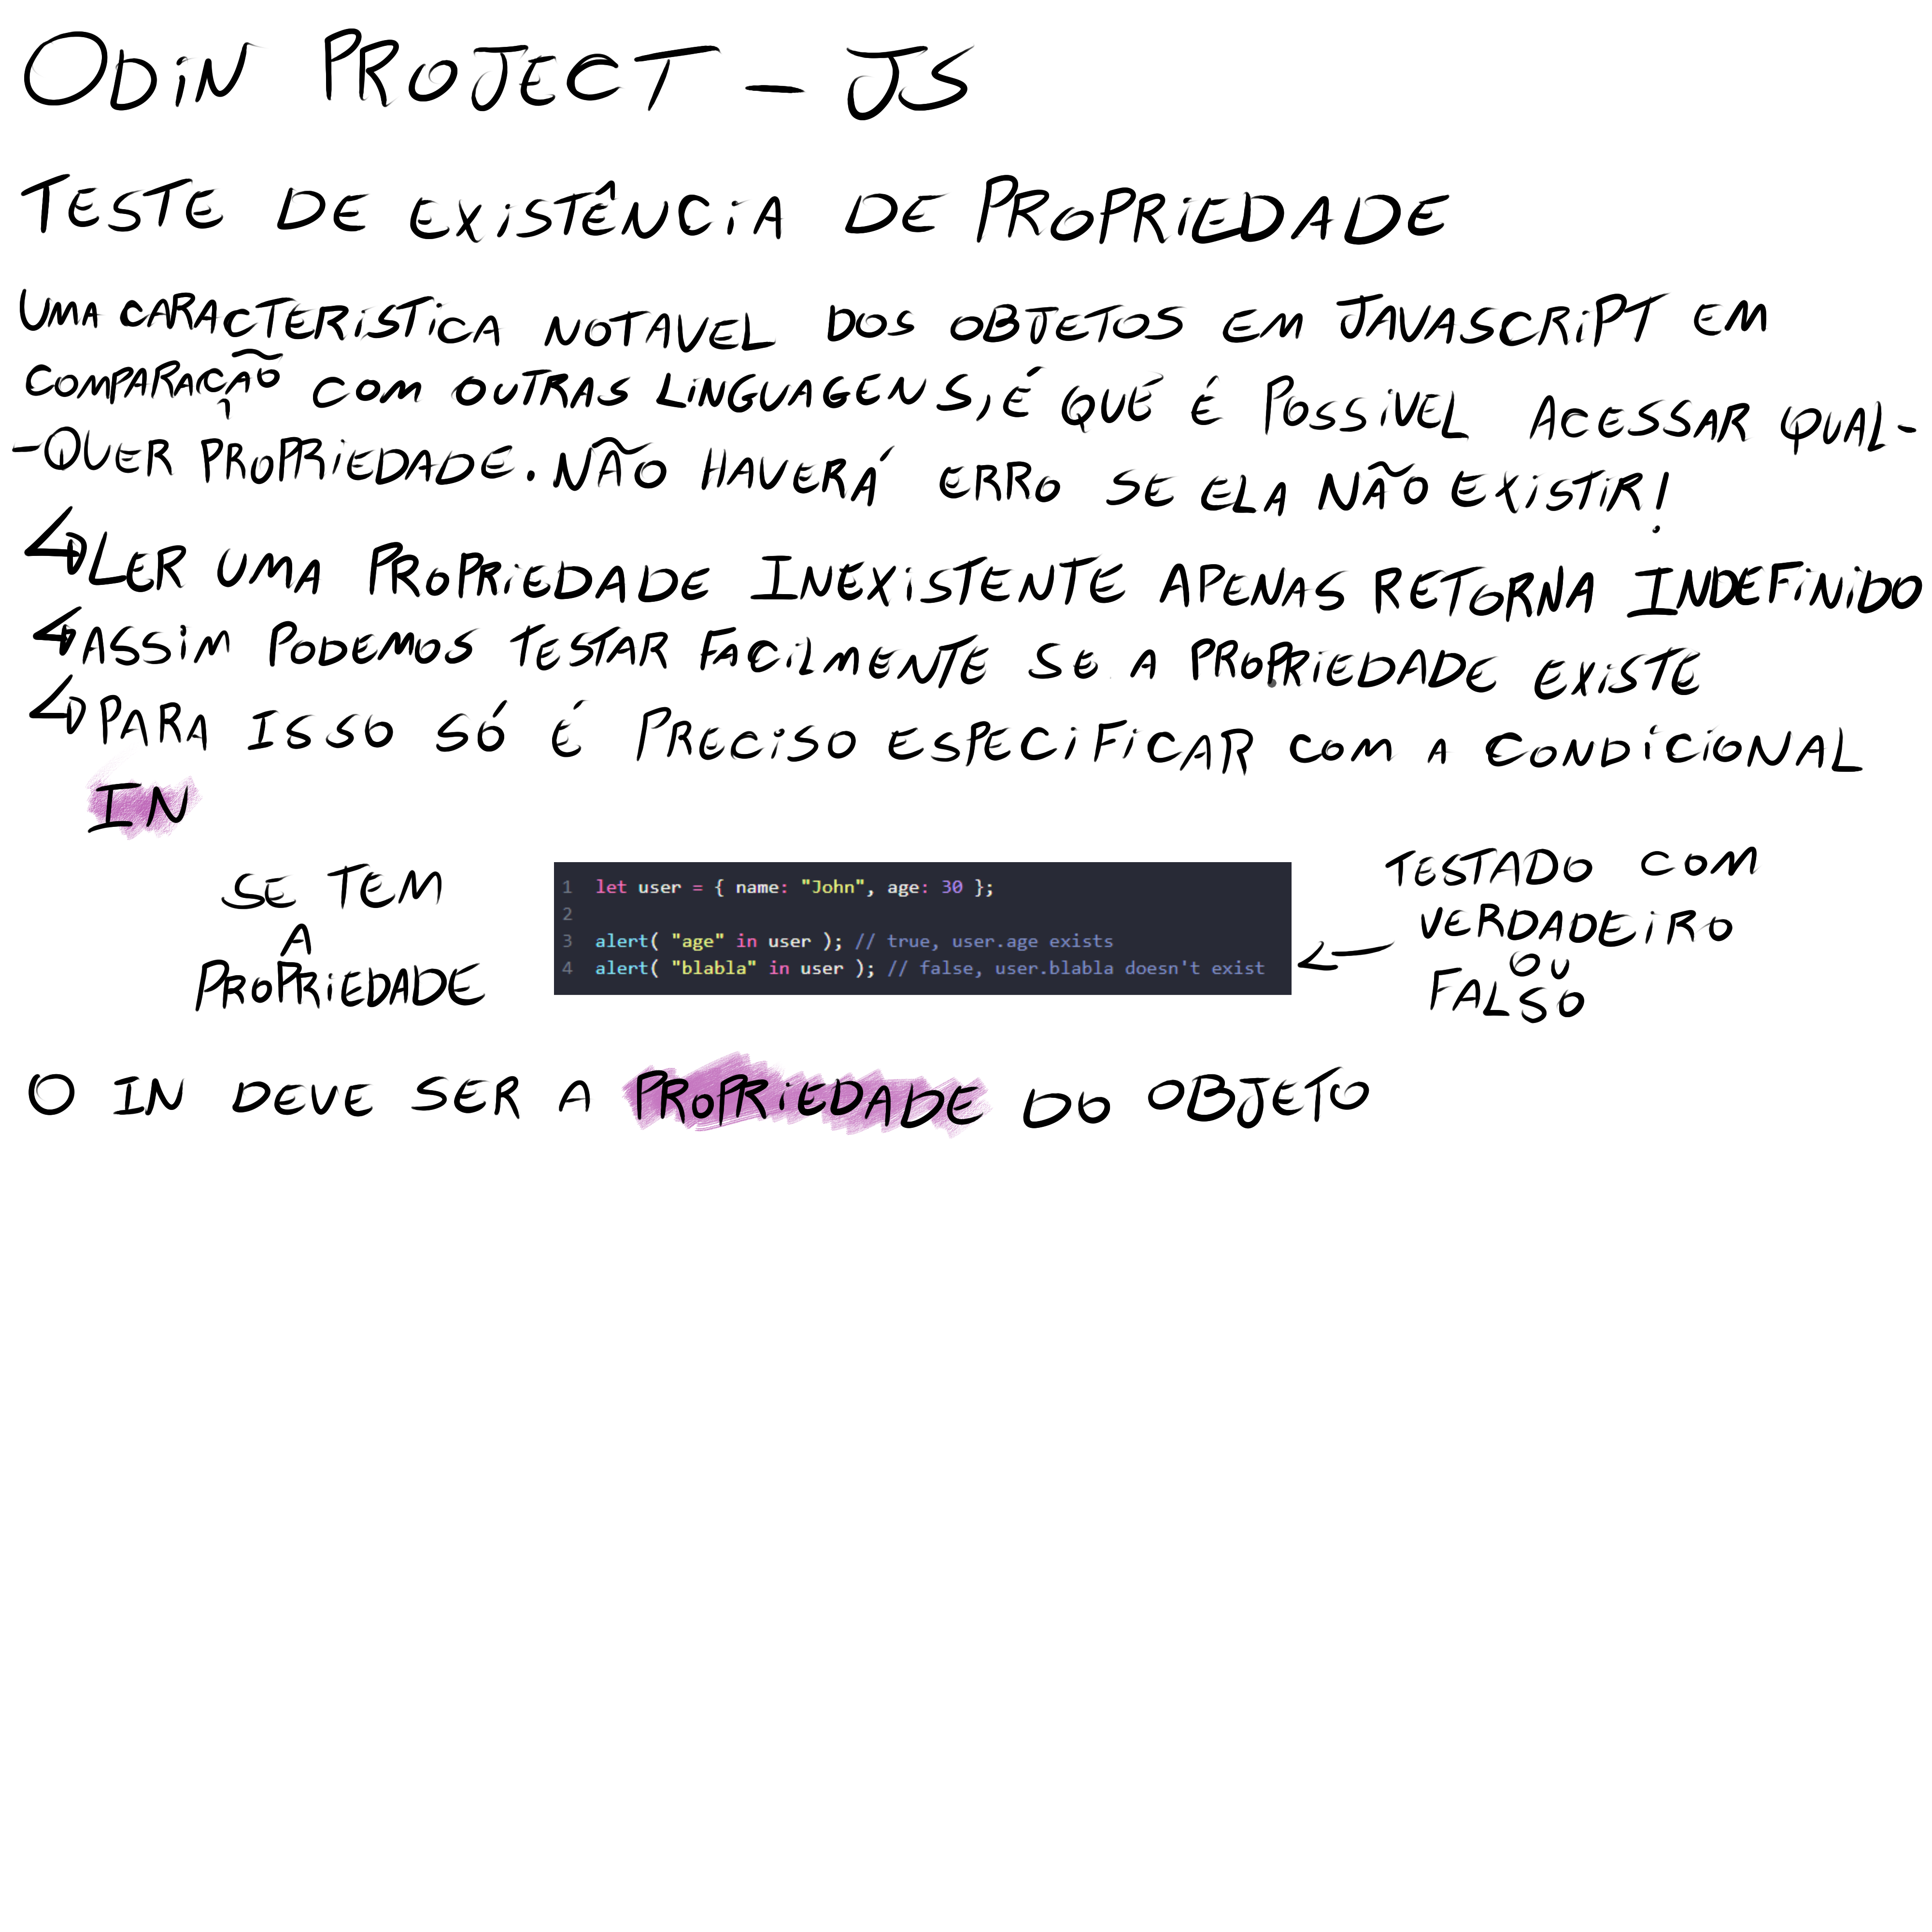 ODIN PROJECT - JS
TESTE DE EXISTÊNCIA DE PROPRIEDADE
UMA CARACTERISTICA NOTAVEL DOS OBJETOS EM JAVASCRIPT EM
COMPARAÇÃO COM OUTRAS LINGUAGENS, É QUE É POSSIVEL ACESSAR QUAL-
-QUER PROPRIEDADE. NÃO HAVERÁ ERRO SE ELA NÃO EXISTIR!
LER UMA PROPRIEDADE INEXISTENTE APENAS RETORNA INDEFINIDO
ASSIM PODEMOS TESTAR FACILMENTE SE A PROPRIEDADE EXISTE
PARA ISSO SÓ É PRECISO ESPECIFICAR COM A CONDICIONAL
IN
SE TEM
A
PROPRIEDADE
1 let user = { name: "John", age: 30 };
2
3 alert( "age" in user ); // true, user.age exists
4 alert( "blabla" in user ); // false, user.blabla doesn't exist
TESTADO COM
VERDADEIRO
OU
FALSO
O IN DEVE SER A PROPRIEDADE DO OBJETO